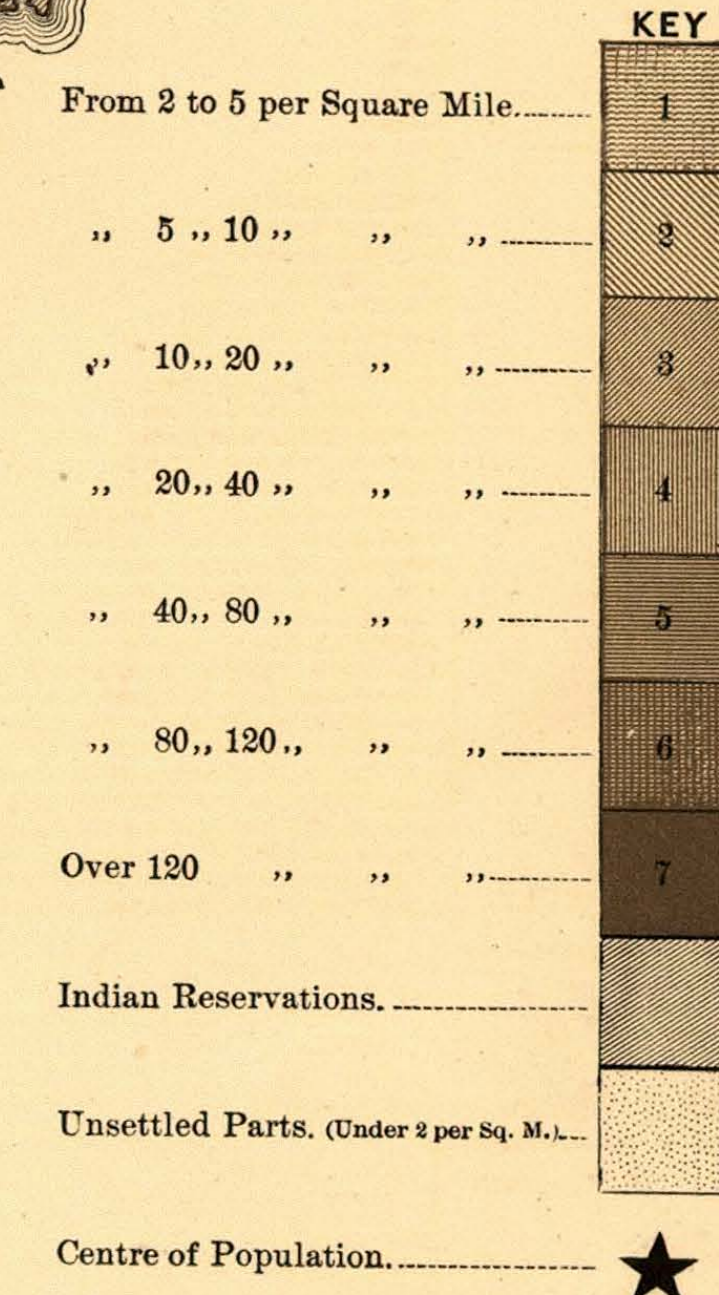 KEY
From 2 to 5 per Square Mile 1
,, 5 ,, 10 ,, ,, ,, 2
,, 10,, 20 ,, ,, ,, 3
,, 20,, 40 ,, ,, ,, 4
,, 40,, 80 ,, ,, ,, 5
,, 80,, 120,, ,, ,, 6
Over 120 ,, ,, ,, 7
Indian Reservations.
Unsettled Parts. (Under 2 per Sq. M.)
Centre of Population.